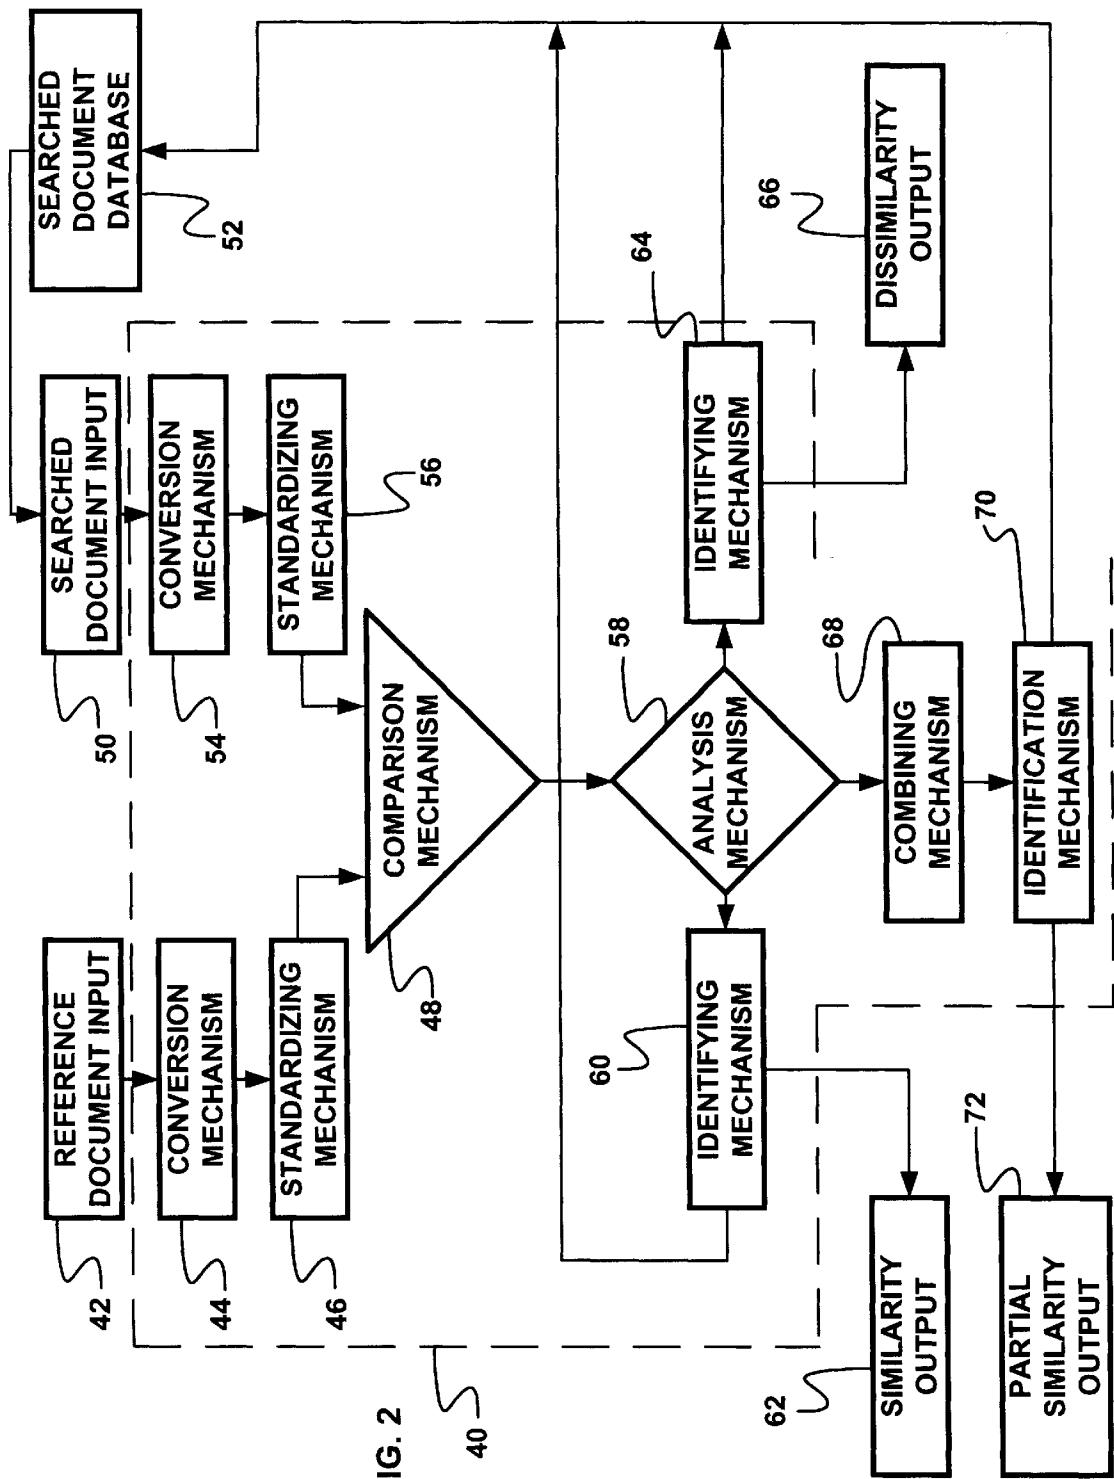 REFERENCE
DOCUMENT INPUT
42
CONVERSION
MECHANISM
44
STANDARDIZING
MECHANISM
46
SEARCHED
DOCUMENT
DATABASE
52
SEARCHED
DOCUMENT INPUT
50
CONVERSION
MECHANISM
54
STANDARDIZING
MECHANISM
56
COMPARISON
MECHANISM
48
ANALYSIS
MECHANISM
58
IDENTIFYING
MECHANISM
60
SIMILARITY
OUTPUT
62
IDENTIFYING
MECHANISM
64
DISSIMILARITY
OUTPUT
66
COMBINING
MECHANISM
68
IDENTIFICATION
MECHANISM
70
PARTIAL
SIMILARITY
OUTPUT
72
40
IG. 2